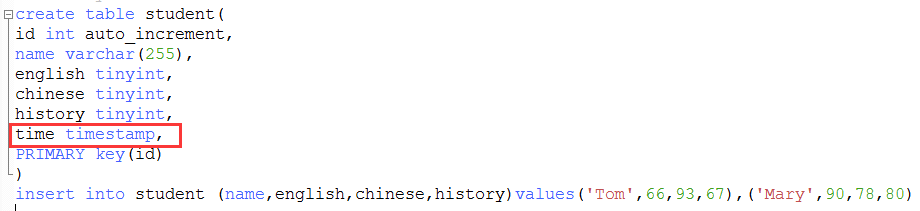 create table student(
id int auto_increment,
name varchar(255),
english tinyint,
chinese tinyint,
history tinyint,
time timestamp,
PRIMARY key(id)
)
insert into student (name,english,chinese,history)values('Tom',66,93,67),('Mary',90,78,80)